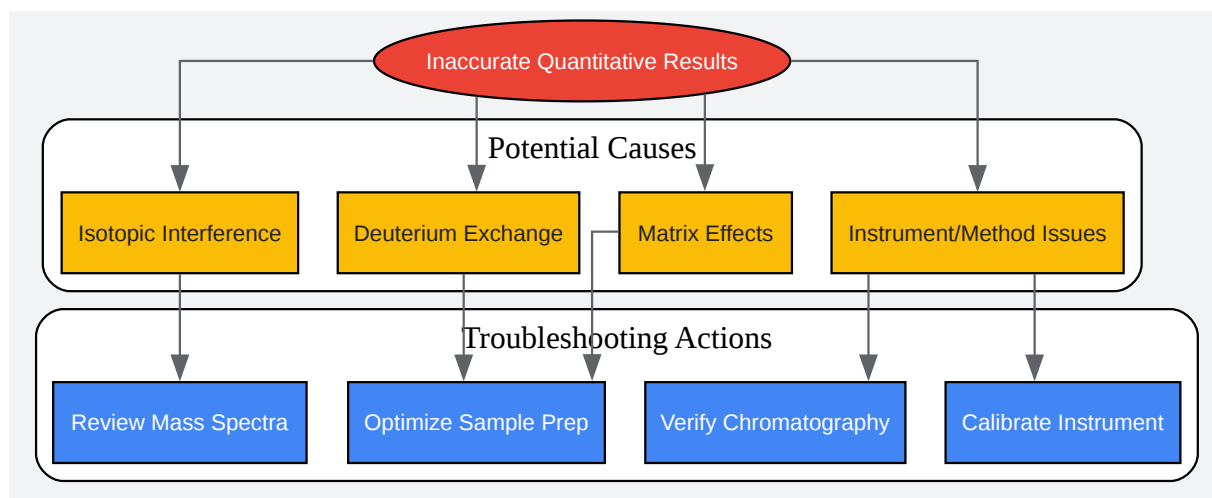 Inaccurate Quantitative Results
Potential Causes
Isotopic Interference
Deuterium Exchange
Matrix Effects
Instrument/Method Issues
Troubleshooting Actions
Review Mass Spectra
Optimize Sample Prep
Verify Chromatography
Calibrate Instrument